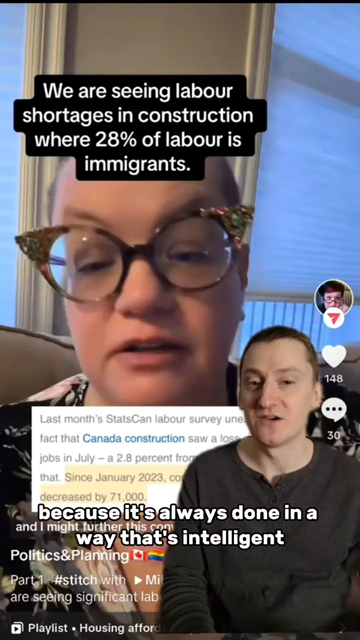 We are seeing labour
shortages in construction
where 28% of labour is
immigrants.
148
30
Last month's StatsCan labour survey une
fact that Canada construction saw a loss
jobs in July – a 2.8 percent from
that. Since January 2023, co
decreased by 71,000.
because it's always done in a
way that's intelligent
and I might further this con
Politics&Planning 🇨🇦🏳️‍🌈
Part 1 #stitch with ▶ Mi
are seeing significant lab
Playlist • Housing afford